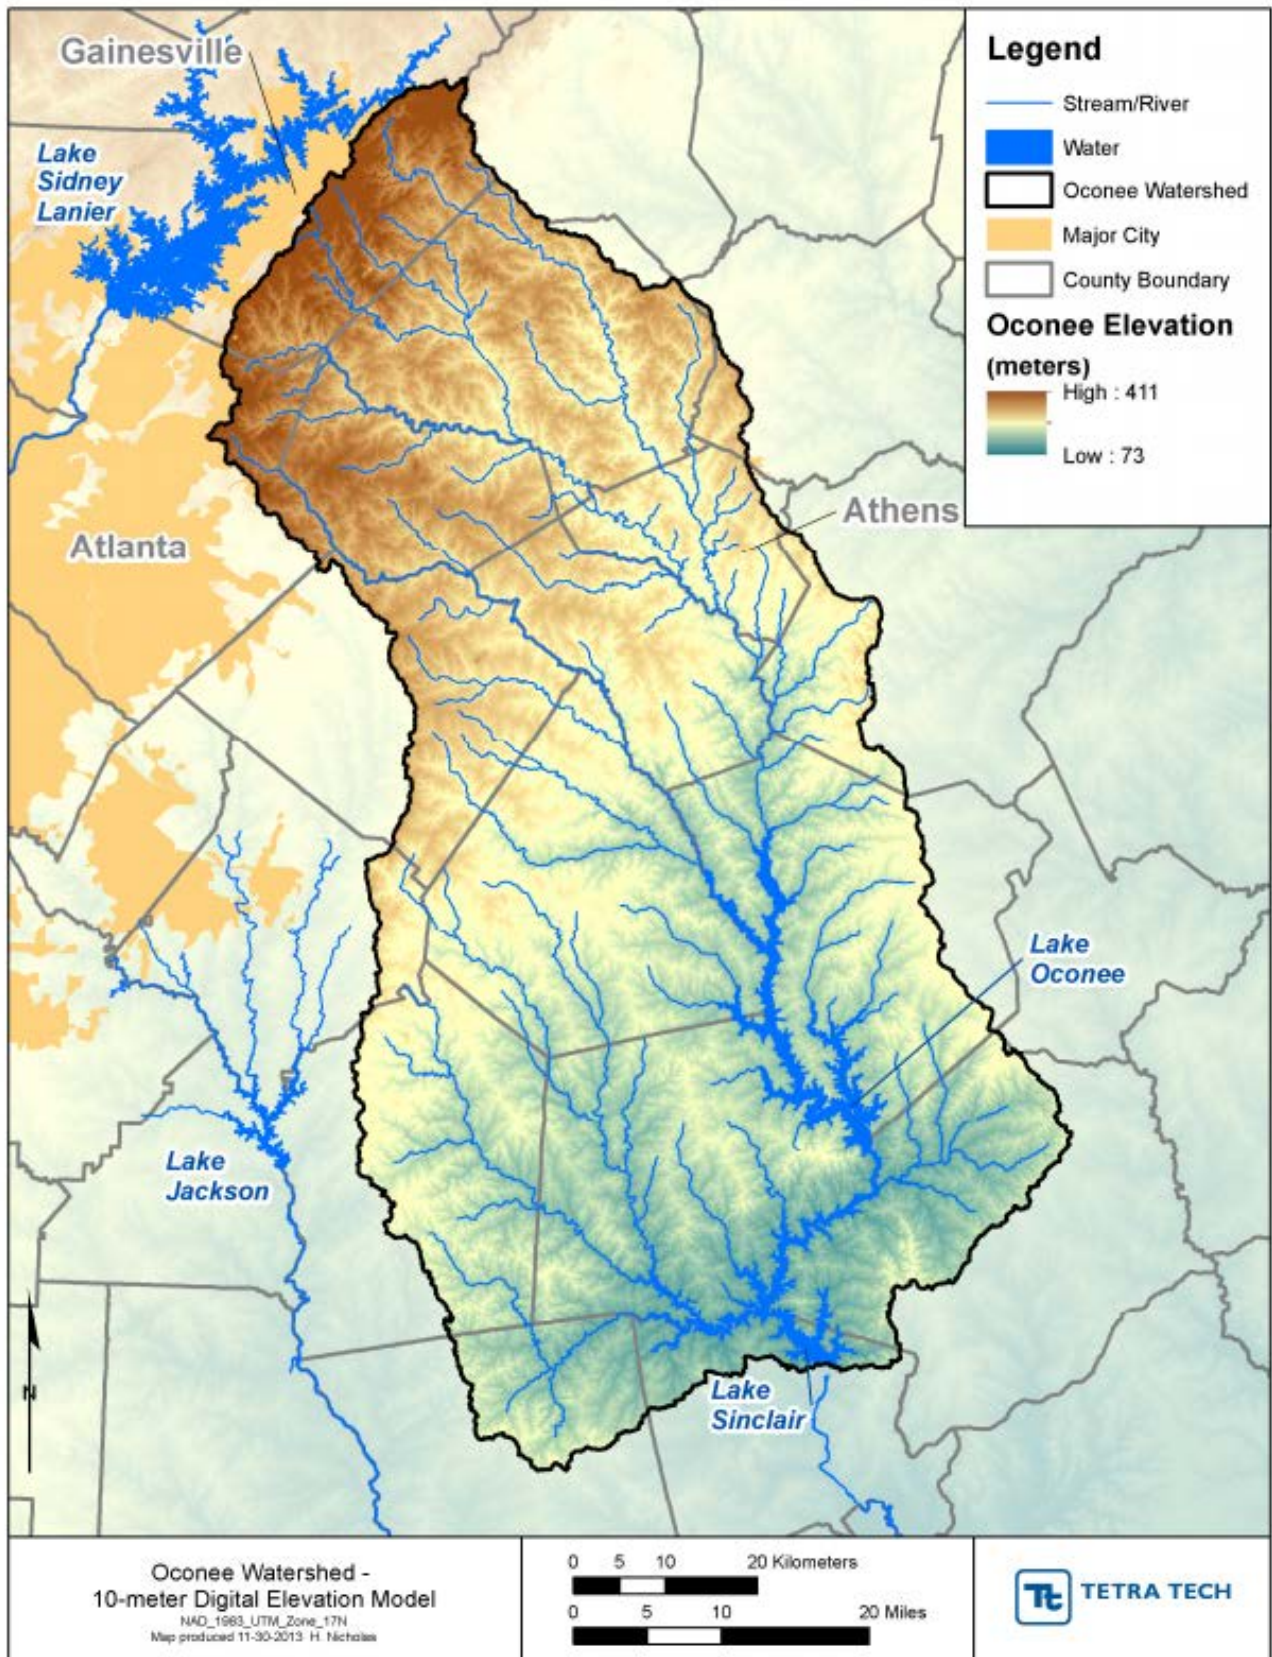 Gainesville
Lake
Sidney
Lanier
Atlanta
Athens
Lake
Oconee
Lake
Jackson
Lake
Sinclair
N
Legend
Stream/River
Water
Oconee Watershed
Major City
County Boundary
Oconee Elevation
(meters)
High : 411
Low : 73
Oconee Watershed -
10-meter Digital Elevation Model
NAD_1983_UTM_Zone_17N
Map produced 11-30-2013 H. Nicholas
0 5 10 20 Kilometers
0 5 10 20 Miles
Tt TETRA TECH